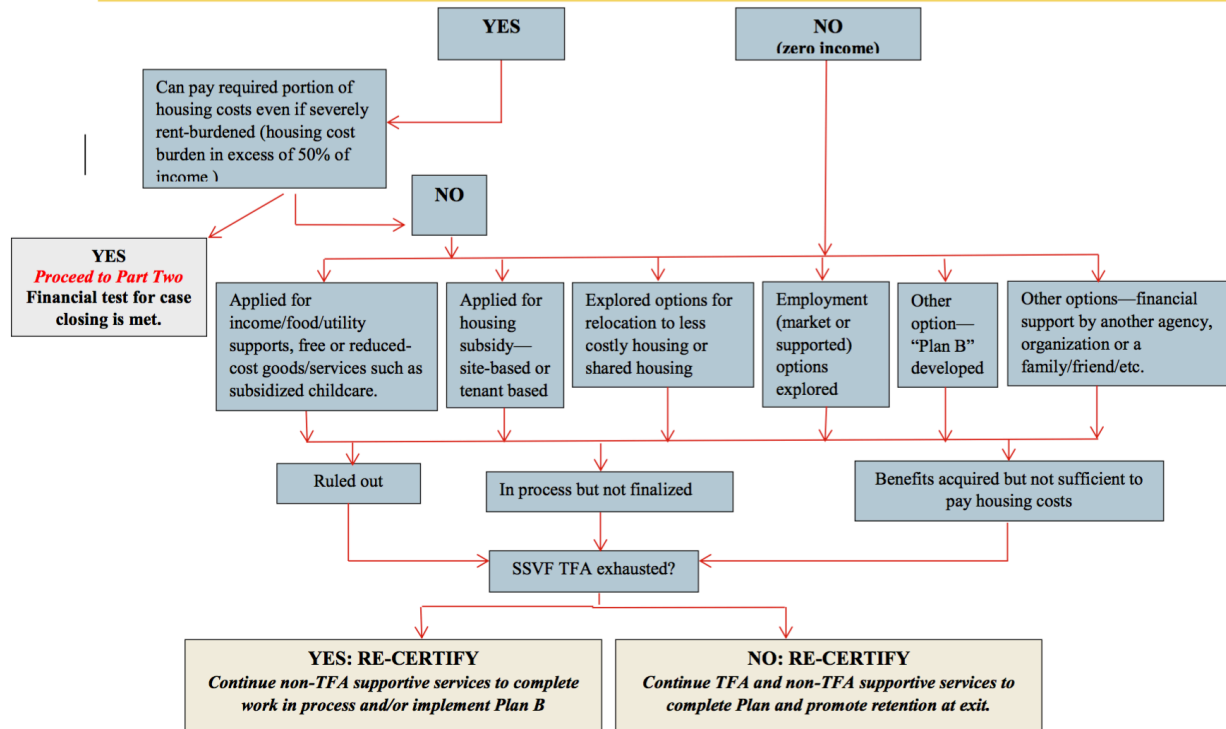 YES
NO
(zero income)
Can pay required portion of
housing costs even if severely
rent-burdened (housing cost
burden in excess of 50% of
income )
NO
YES
Proceed to Part Two
Financial test for case
closing is met.
Applied for
income/food/utility
supports, free or reduced-
cost goods/services such as
subsidized childcare.
Applied for
housing
subsidy—
site-based or
tenant based
Explored options for
relocation to less
costly housing or
shared housing
Employment
(market or
supported)
options
explored
Other
option—
“Plan B”
developed
Other options—financial
support by another agency,
organization or a
family/friend/etc.
Ruled out
In process but not finalized
Benefits acquired but not sufficient to
pay housing costs
SSVF TFA exhausted?
YES: RE-CERTIFY
Continue non-TFA supportive services to complete
work in process and/or implement Plan B
NO: RE-CERTIFY
Continue TFA and non-TFA supportive services to
complete Plan and promote retention at exit.